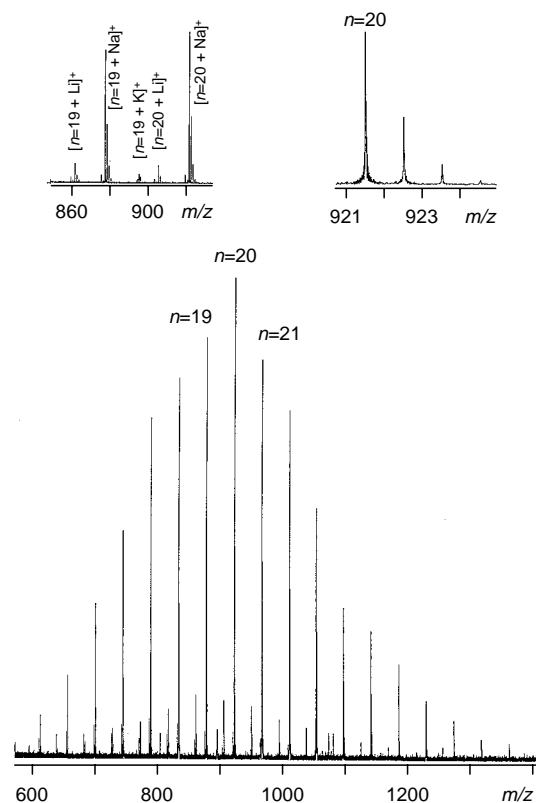 [n=19 + Li]⁺
[n=19 + Na]⁺
[n=19 + K]⁺
[n=20 + Li]⁺
[n=20 + Na]⁺
860 900 m/z
n=20
921 923
n=20
n=19
n=21
600 800 1000 1200 m/z